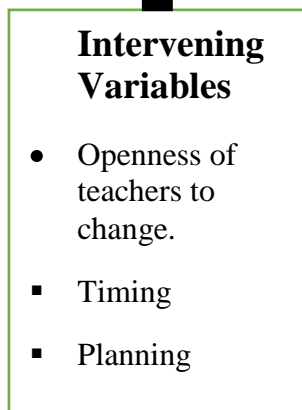 Intervening
Variables
● Openness of
teachers to
change.
▪ Timing
▪ Planning